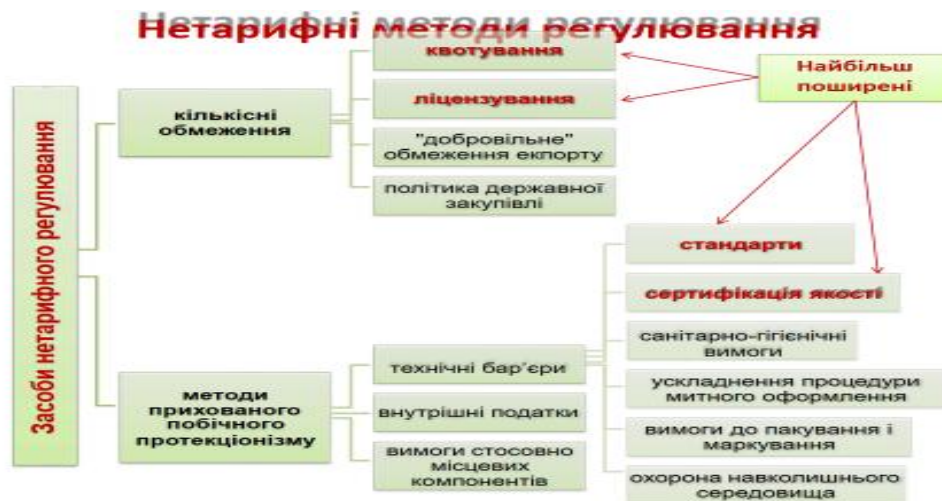 Нетарифні методи регулювання
Засоби нетарифного регулювання
кількісні
обмеження
квотування
ліцензування
"добровільне"
обмеження екпорту
політика державної
закупівлі
Найбільш
поширені
методи
прихованого
побічного
протекціонізму
технічні бар’єри
внутрішні податки
вимоги стосовно
місцевих
компонентів
стандарти
сертифікація якості
санітарно-гігієнічні
вимоги
ускладнення процедури
митного оформлення
вимоги до пакування і
маркування
охорона навколишнього
середовища